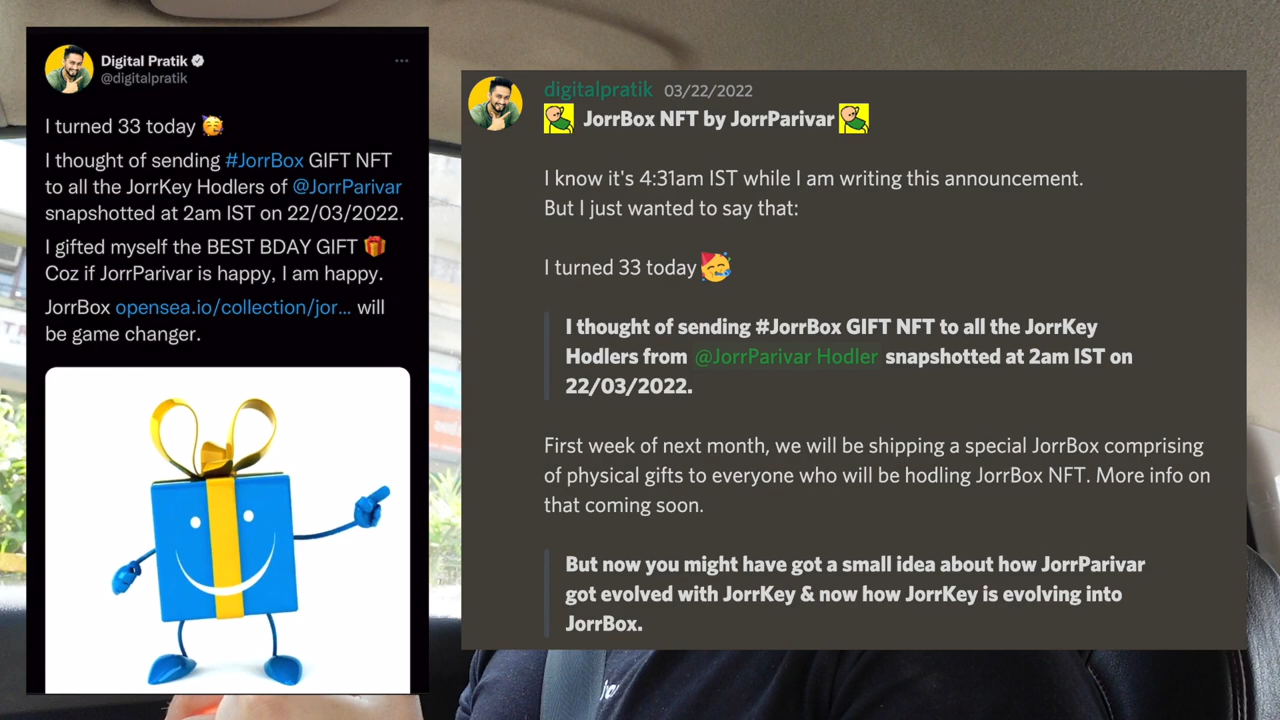 Digital Pratik
@digitalpratik
I turned 33 today 🥳
I thought of sending #JorrBox GIFT NFT
to all the JorrKey Hodlers of @JorrParivar
snapshotted at 2am IST on 22/03/2022.
I gifted myself the BEST BDAY GIFT 🎁
Coz if JorrParivar is happy, I am happy.
JorrBox opensea.io/collection/jor... will
be game changer.
digitalpratik 03/22/2022
JorrBox NFT by JorrParivar
I know it's 4:31am IST while I am writing this announcement.
But I just wanted to say that:
I turned 33 today 🥳
I thought of sending #JorrBox GIFT NFT to all the JorrKey
Hodlers from @JorrParivar Hodler snapshotted at 2am IST on
22/03/2022.
First week of next month, we will be shipping a special JorrBox comprising
of physical gifts to everyone who will be hodling JorrBox NFT. More info on
that coming soon.
But now you might have got a small idea about how JorrParivar
got evolved with JorrKey & now how JorrKey is evolving into
JorrBox.